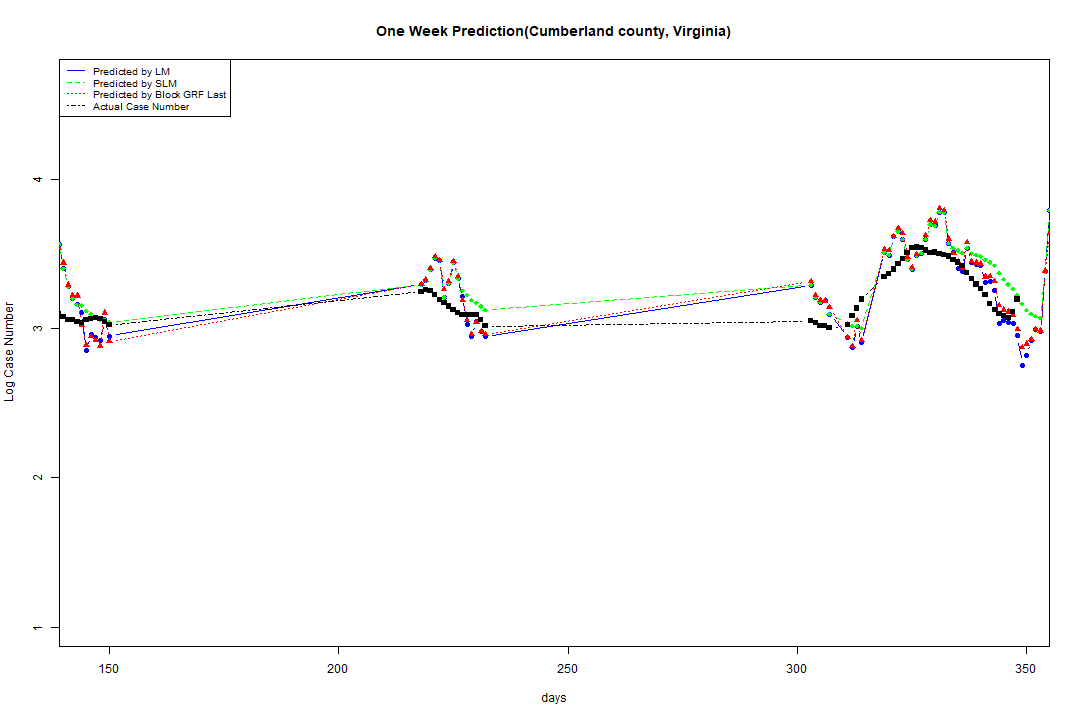 One Week Prediction(Cumberland county, Virginia)
Predicted by LM
Predicted by SLM
Predicted by Block GRF Last
Actual Case Number
Log Case Number
4
3
2
1
150
200
250
300
350
days